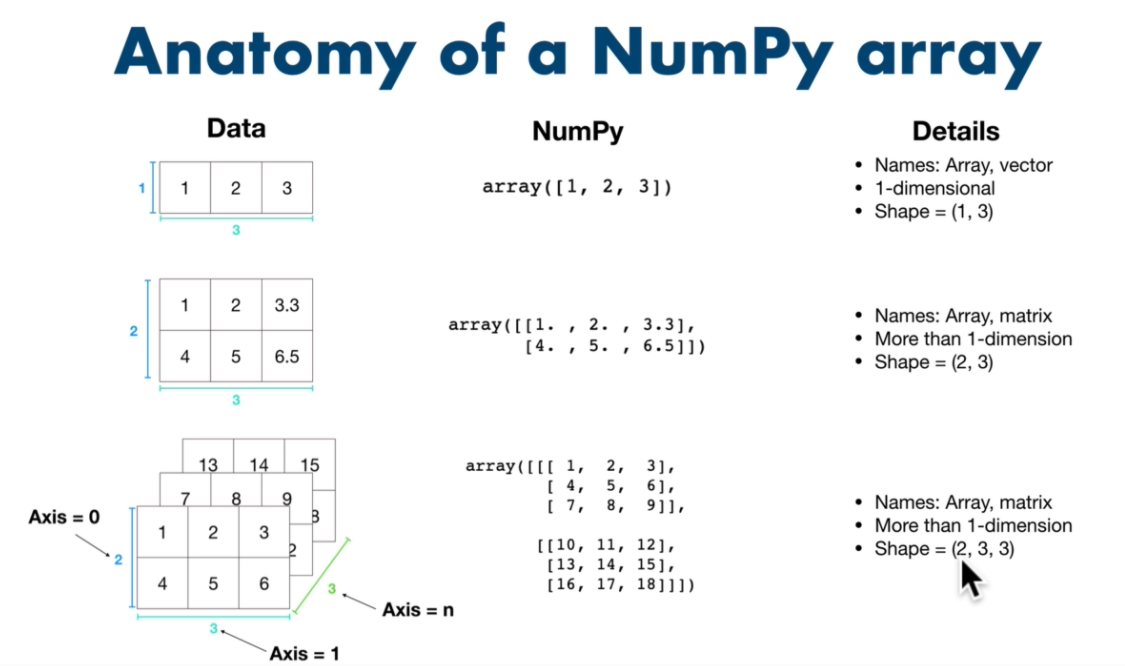 Anatomy of a NumPy array
Data
NumPy
Details
1
1 2 3
3
array([1, 2, 3])
• Names: Array, vector
• 1-dimensional
• Shape = (1, 3)
2
1 2 3.3
4 5 6.5
3
array([[1. , 2. , 3.3],
[4. , 5. , 6.5]])
• Names: Array, matrix
• More than 1-dimension
• Shape = (2, 3)
13 14 15
7 8 9
3
1 2 3
2
4 5 6
Axis = 0
2
3
3
Axis = n
Axis = 1
array([[[ 1, 2, 3],
[ 4, 5, 6],
[ 7, 8, 9]],
[[10, 11, 12],
[13, 14, 15],
[16, 17, 18]]])
• Names: Array, matrix
• More than 1-dimension
• Shape = (2, 3, 3)